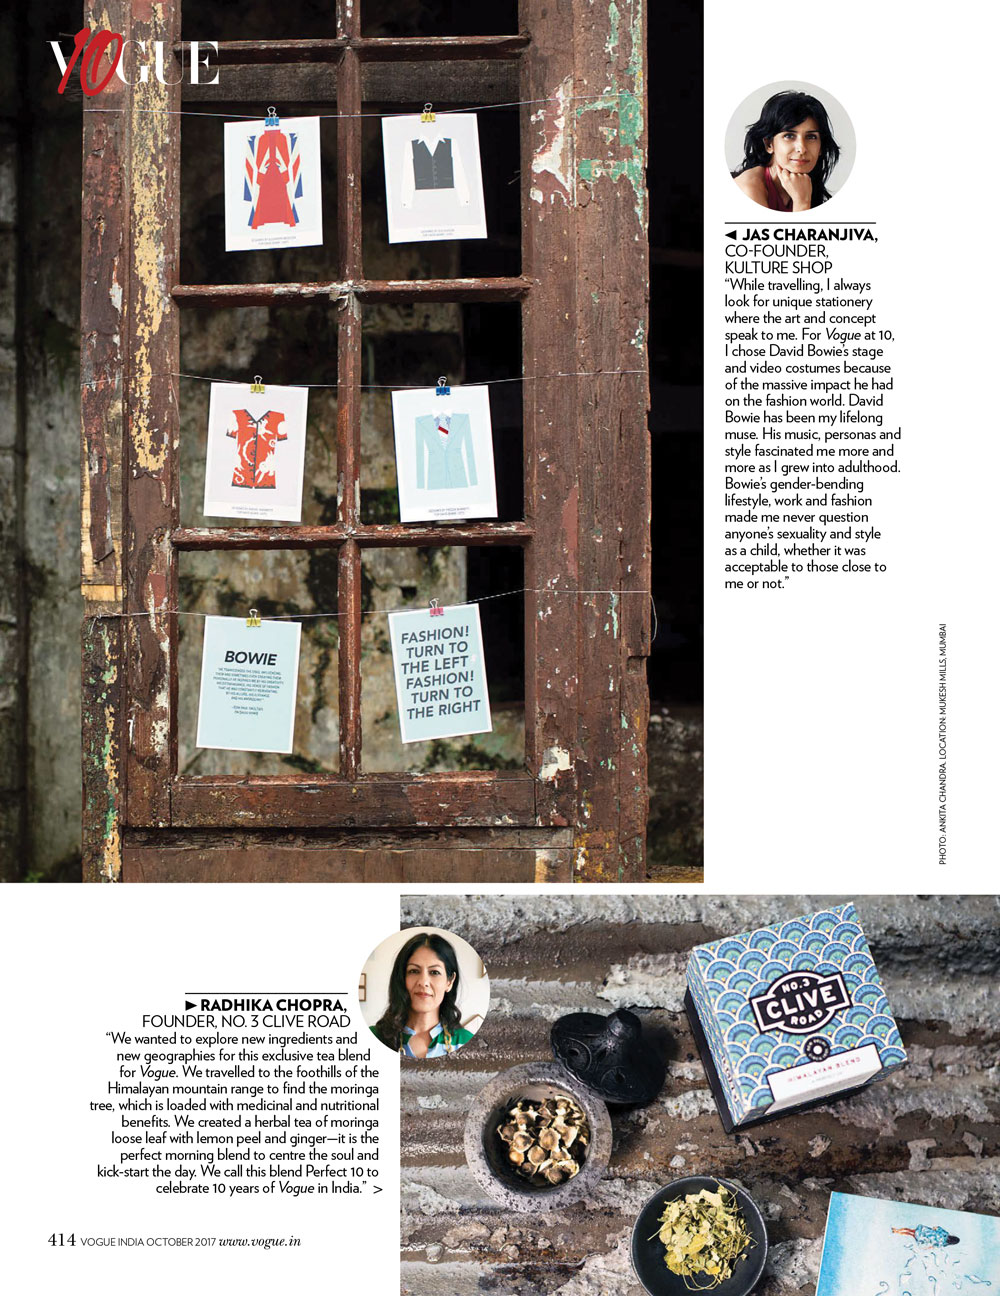 VOGUE
10
BOWIE
FASHION!
TURN TO
THE LEFT
FASHION!
TURN TO
THE RIGHT
◄ JAS CHARANJIVA,
CO-FOUNDER,
KULTURE SHOP
“While travelling, I always
look for unique stationery
where the art and concept
speak to me. For Vogue at 10,
I chose David Bowie’s stage
and video costumes because
of the massive impact he had
on the fashion world. David
Bowie has been my lifelong
muse. His music, personas and
style fascinated me more and
more as I grew into adulthood.
Bowie’s gender-bending
lifestyle, work and fashion
made me never question
anyone’s sexuality and style
as a child, whether it was
acceptable to those close to
me or not.”
PHOTO: ANKITA CHANDRA. LOCATION: MUKESH MILLS, MUMBAI
► RADHIKA CHOPRA,
FOUNDER, NO. 3 CLIVE ROAD
“We wanted to explore new ingredients and
new geographies for this exclusive tea blend
for Vogue. We travelled to the foothills of the
Himalayan mountain range to find the moringa
tree, which is loaded with medicinal and nutritional
benefits. We created a herbal tea of moringa
loose leaf with lemon peel and ginger—it is the
perfect morning blend to centre the soul and
kick-start the day. We call this blend Perfect 10 to
celebrate 10 years of Vogue in India.” >
NO. 3
CLIVE
ROAD
HIMALAYAN BLEND
414 VOGUE INDIA OCTOBER 2017 www.vogue.in